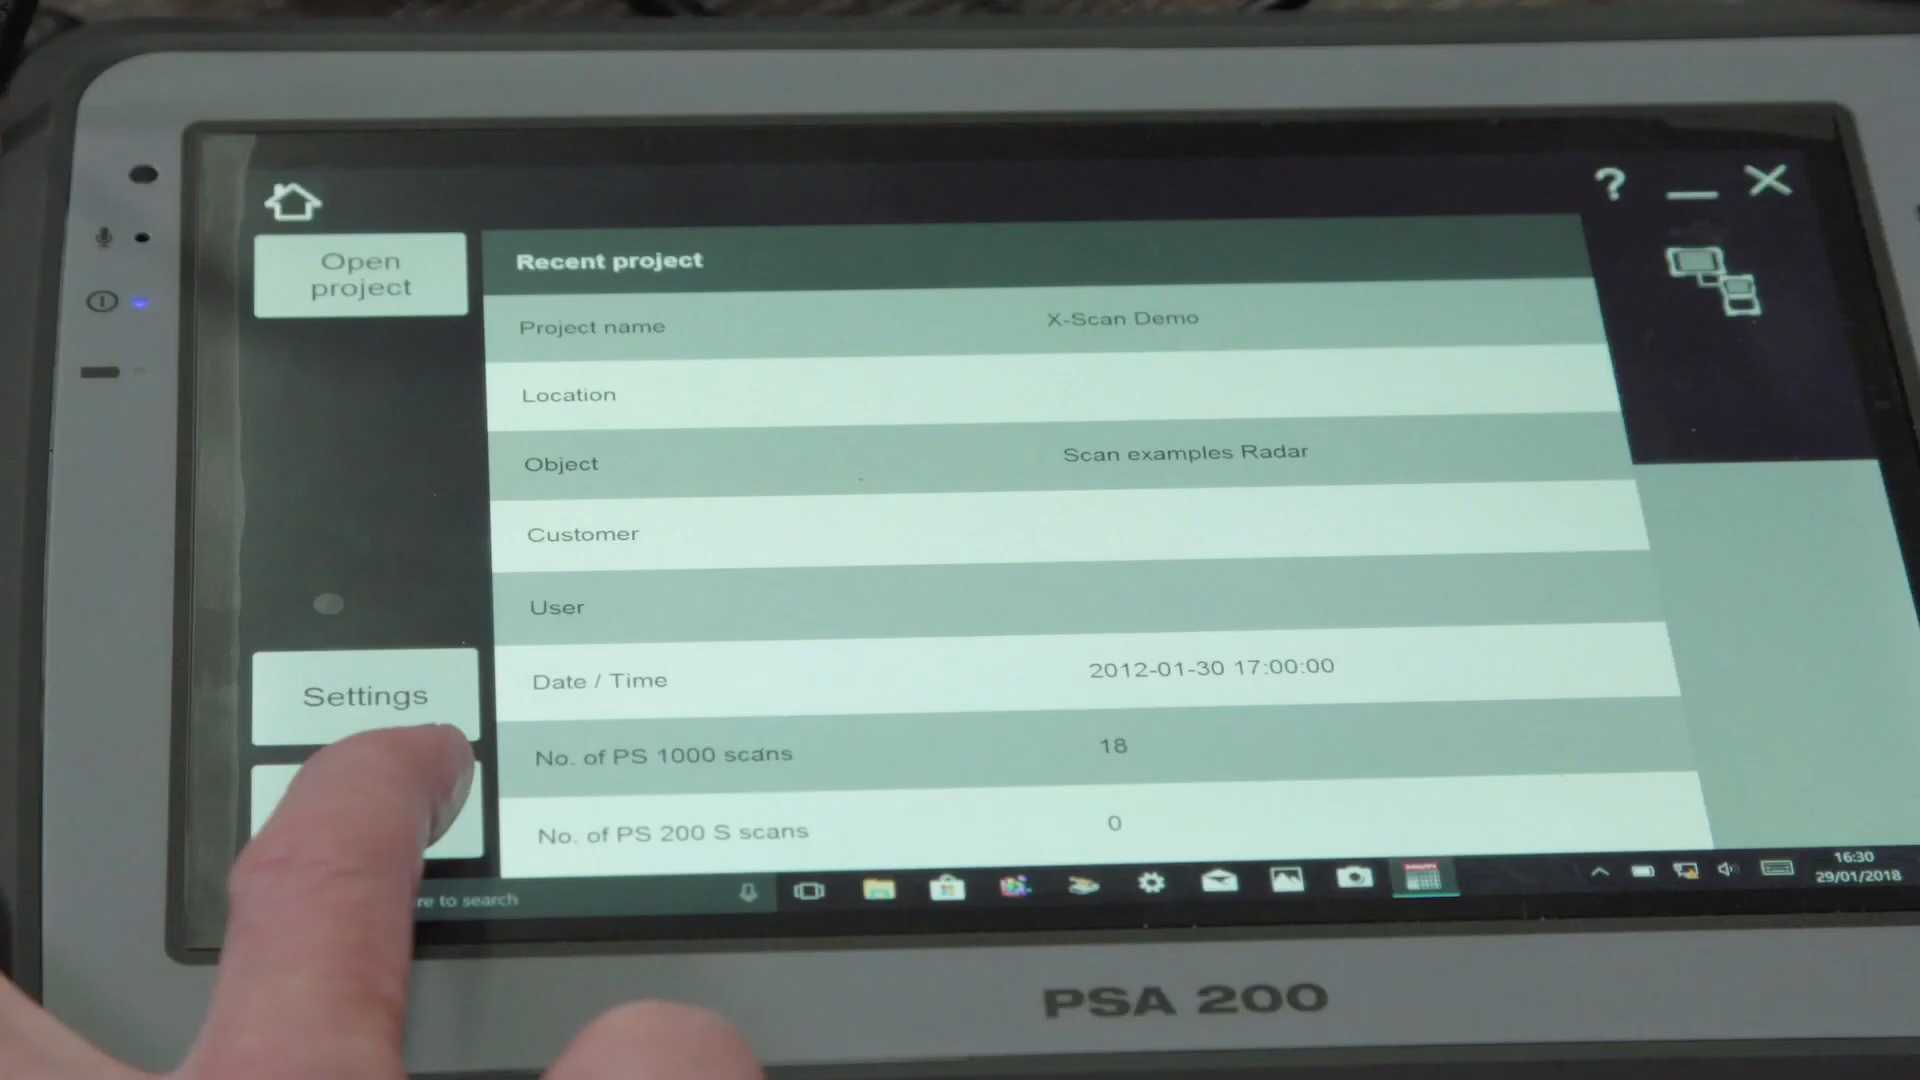 ?
Open
project
Recent project
Project name X-Scan Demo
Location
Object Scan examples Radar
Customer
User
Settings
Date / Time 2012-01-30 17:00:00
No. of PS 1000 scans 18
No. of PS 200 S scans 0
to search
16:30
29/01/2018
PSA 200